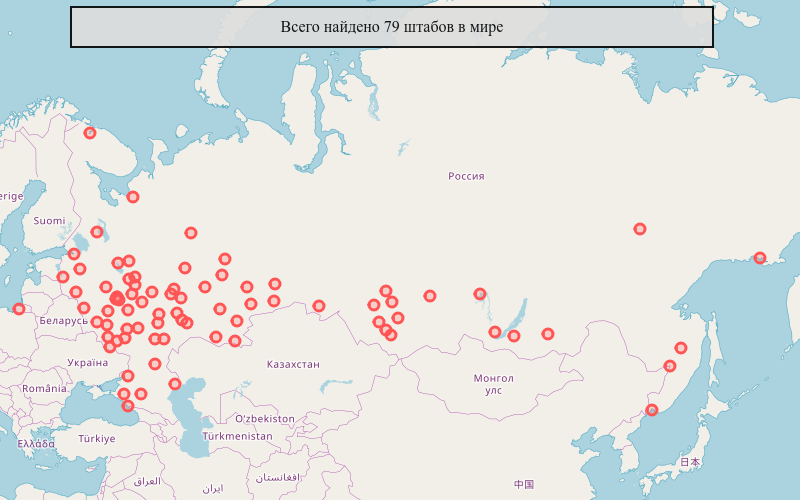 Всего найдено 79 штабов в мире
Россия
erige
Suomi
Беларусь
Україна
Казахстан
Монгол
улс
România
Oʻzbekiston
Ελλάδα
Türkiye
Türkmenistan
日本
العراق
ایران
افغانستان
中国